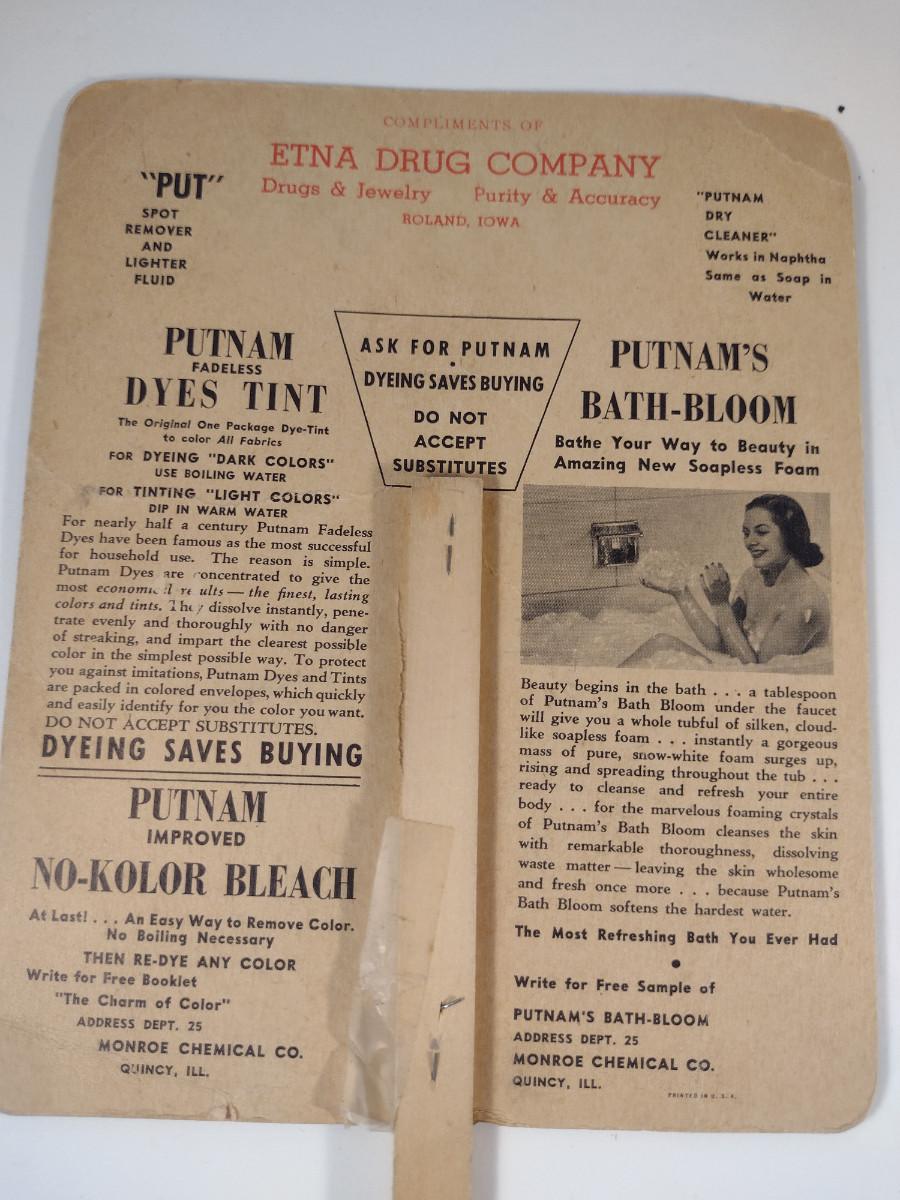 COMPLIMENTS OF
ETNA DRUG COMPANY
Drugs & Jewelry Purity & Accuracy
ROLAND, IOWA
"PUT"
SPOT
REMOVER
AND
LIGHTER
FLUID
"PUTNAM
DRY
CLEANER"
Works in Naphtha
Same as Soap in
Water
ASK FOR PUTNAM
•
DYEING SAVES BUYING
DO NOT
ACCEPT
SUBSTITUTES
PUTNAM
FADELESS
DYES TINT
The Original One Package Dye-Tint
to color All Fabrics
FOR DYEING "DARK COLORS"
USE BOILING WATER
FOR TINTING "LIGHT COLORS"
DIP IN WARM WATER
For nearly half a century Putnam Fadeless
Dyes have been famous as the most successful
for household use. The reason is simple.
Putnam Dyes are concentrated to give the
most economical results — the finest, lasting
colors and tints. They dissolve instantly, pene-
trate evenly and thoroughly with no danger
of streaking, and impart the clearest possible
color in the simplest possible way. To protect
you against imitations, Putnam Dyes and Tints
are packed in colored envelopes, which quickly
and easily identify for you the color you want.
DO NOT ACCEPT SUBSTITUTES.
DYEING SAVES BUYING
PUTNAM
IMPROVED
NO-KOLOR BLEACH
At Last! . . . An Easy Way to Remove Color.
No Boiling Necessary
THEN RE-DYE ANY COLOR
Write for Free Booklet
"The Charm of Color"
ADDRESS DEPT. 25
MONROE CHEMICAL CO.
QUINCY, ILL.
PUTNAM'S
BATH-BLOOM
Bathe Your Way to Beauty in
Amazing New Soapless Foam
Beauty begins in the bath . . . a tablespoon
of Putnam's Bath Bloom under the faucet
will give you a whole tubful of silken, cloud-
like soapless foam . . . instantly a gorgeous
mass of pure, snow-white foam surges up,
rising and spreading throughout the tub . . .
ready to cleanse and refresh your entire
body . . . for the marvelous foaming crystals
of Putnam's Bath Bloom cleanses the skin
with remarkable thoroughness, dissolving
waste matter — leaving the skin wholesome
and fresh once more . . . because Putnam's
Bath Bloom softens the hardest water.
The Most Refreshing Bath You Ever Had
•
Write for Free Sample of
PUTNAM'S BATH-BLOOM
ADDRESS DEPT. 25
MONROE CHEMICAL CO.
QUINCY, ILL.
PRINTED IN U. S. A.